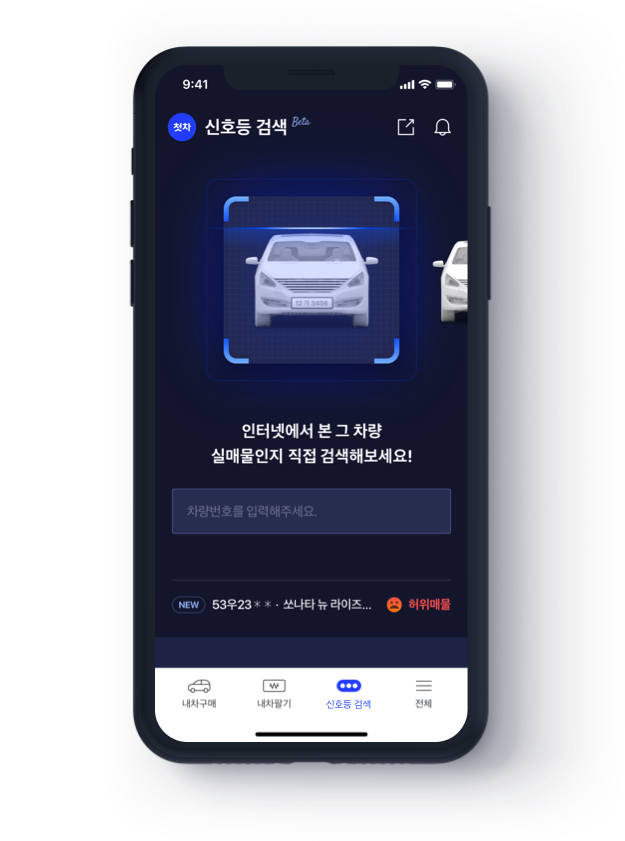 9:41
첫차 신호등 검색 Beta
12가 3456
인터넷에서 본 그 차량
실매물인지 직접 검색해보세요!
차량번호를 입력해주세요.
NEW 53우23** · 쏘나타 뉴 라이즈... 허위매물
내차구매 내차팔기 신호등 검색 전체